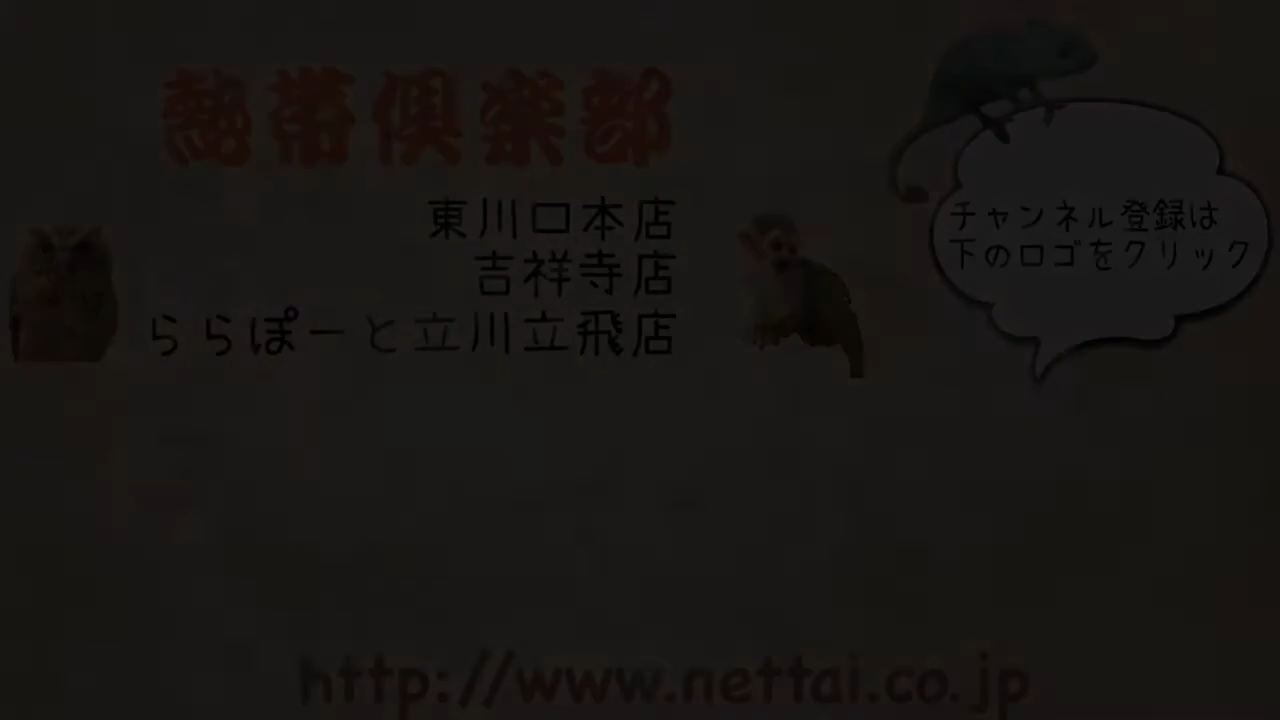 熱帯倶楽部
東川口本店
吉祥寺店
ららぽーと立川立飛店
チャンネル登録は
下のロゴをクリック
http://www.nettai.co.jp